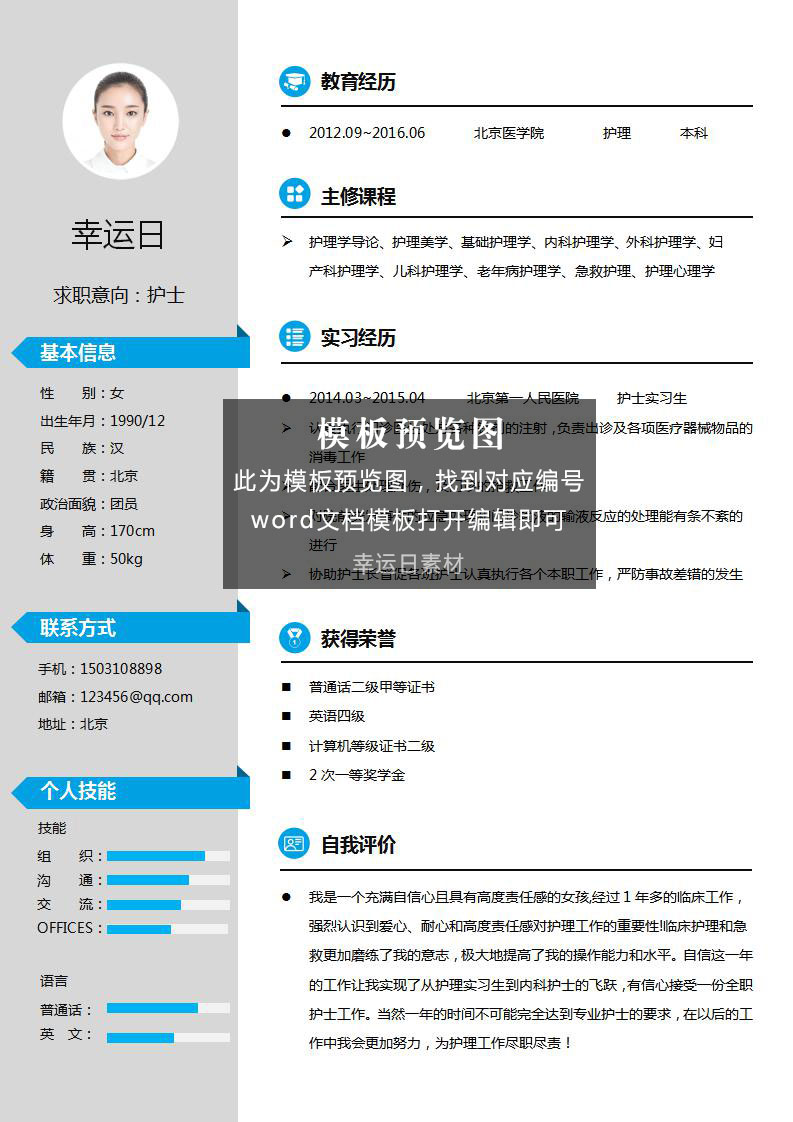 幸运日
求职意向：护士
基本信息
性 别：女
出生年月：1990/12
民 族：汉
籍 贯：北京
政治面貌：团员
身 高：170cm
体 重：50kg
联系方式
手机：1503108898
邮箱：123456@qq.com
地址：北京
个人技能
技能
组 织：
沟 通：
交 流：
OFFICES：
语言
普通话：
英 文：
教育经历
2012.09~2016.06 北京医学院 护理 本科
主修课程
护理学导论、护理美学、基础护理学、内科护理学、外科护理学、妇
产科护理学、儿科护理学、老年病护理学、急救护理、护理心理学
实习经历
2014.03~2015.04 北京第一人民医院 护士实习生
的注射，负责出诊及各项医疗器械物品的
消毒工作
输液反应的处理能有条不紊的
进行
协助护士长督促各班护士认真执行各个本职工作，严防事故差错的发生
模板预览图
此为模板预览图，找到对应编号
word文档模板打开编辑即可
幸运日素材
获得荣誉
普通话二级甲等证书
英语四级
计算机等级证书二级
2 次一等奖学金
自我评价
我是一个充满自信心且具有高度责任感的女孩,经过 1 年多的临床工作，
强烈认识到爱心、耐心和高度责任感对护理工作的重要性!临床护理和急
救更加磨练了我的意志，极大地提高了我的操作能力和水平。自信这一年
的工作让我实现了从护理实习生到内科护士的飞跃，有信心接受一份全职
护士工作。当然一年的时间不可能完全达到专业护士的要求，在以后的工
作中我会更加努力，为护理工作尽职尽责！